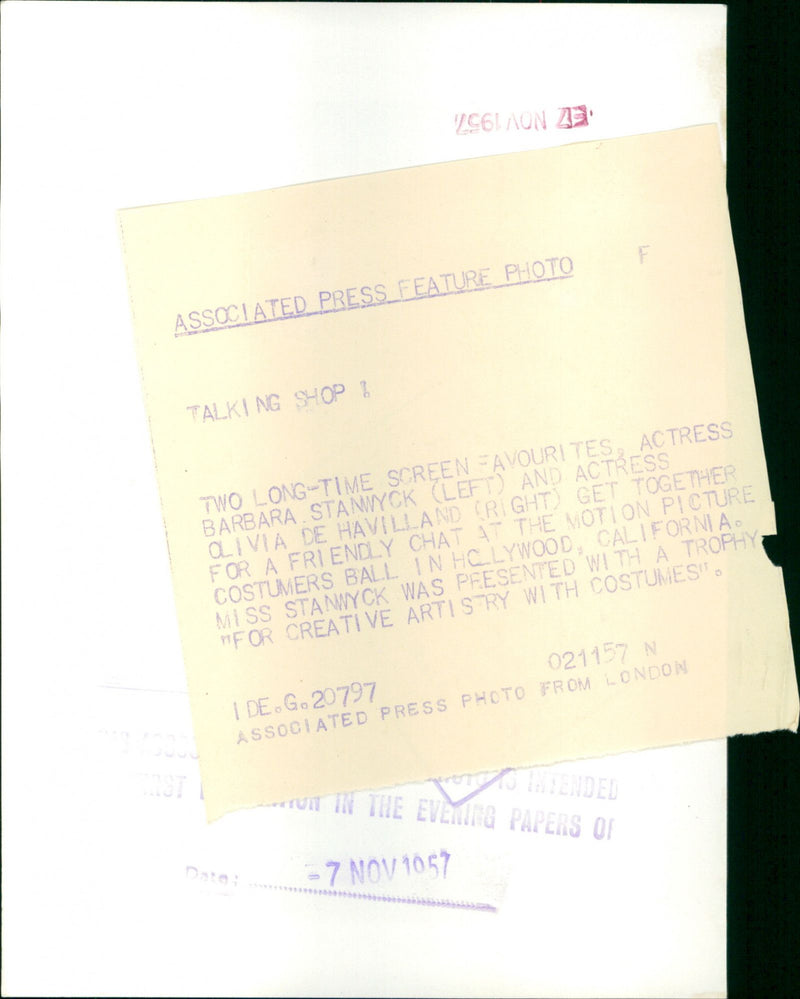 -7 NOV 1957
ASSOCIATED PRESS FEATURE PHOTO F
TALKING SHOP !
TWO LONG-TIME SCREEN FAVOURITES, ACTRESS
BARBARA STANWYCK (LEFT) AND ACTRESS
OLIVIA DE HAVILLAND (RIGHT) GET TOGETHER
FOR A FRIENDLY CHAT AT THE MOTION PICTURE
COSTUMERS BALL IN HOLLYWOOD, CALIFORNIA.
MISS STANWYCK WAS PRESENTED WITH A TROPHY
"FOR CREATIVE ARTISTRY WITH COSTUMES".
021157 N
IDE.G.20797
ASSOCIATED PRESS PHOTO FROM LONDON
IS INTENDED
IN THE EVENING PAPERS OF
Date: -7 NOV 1957